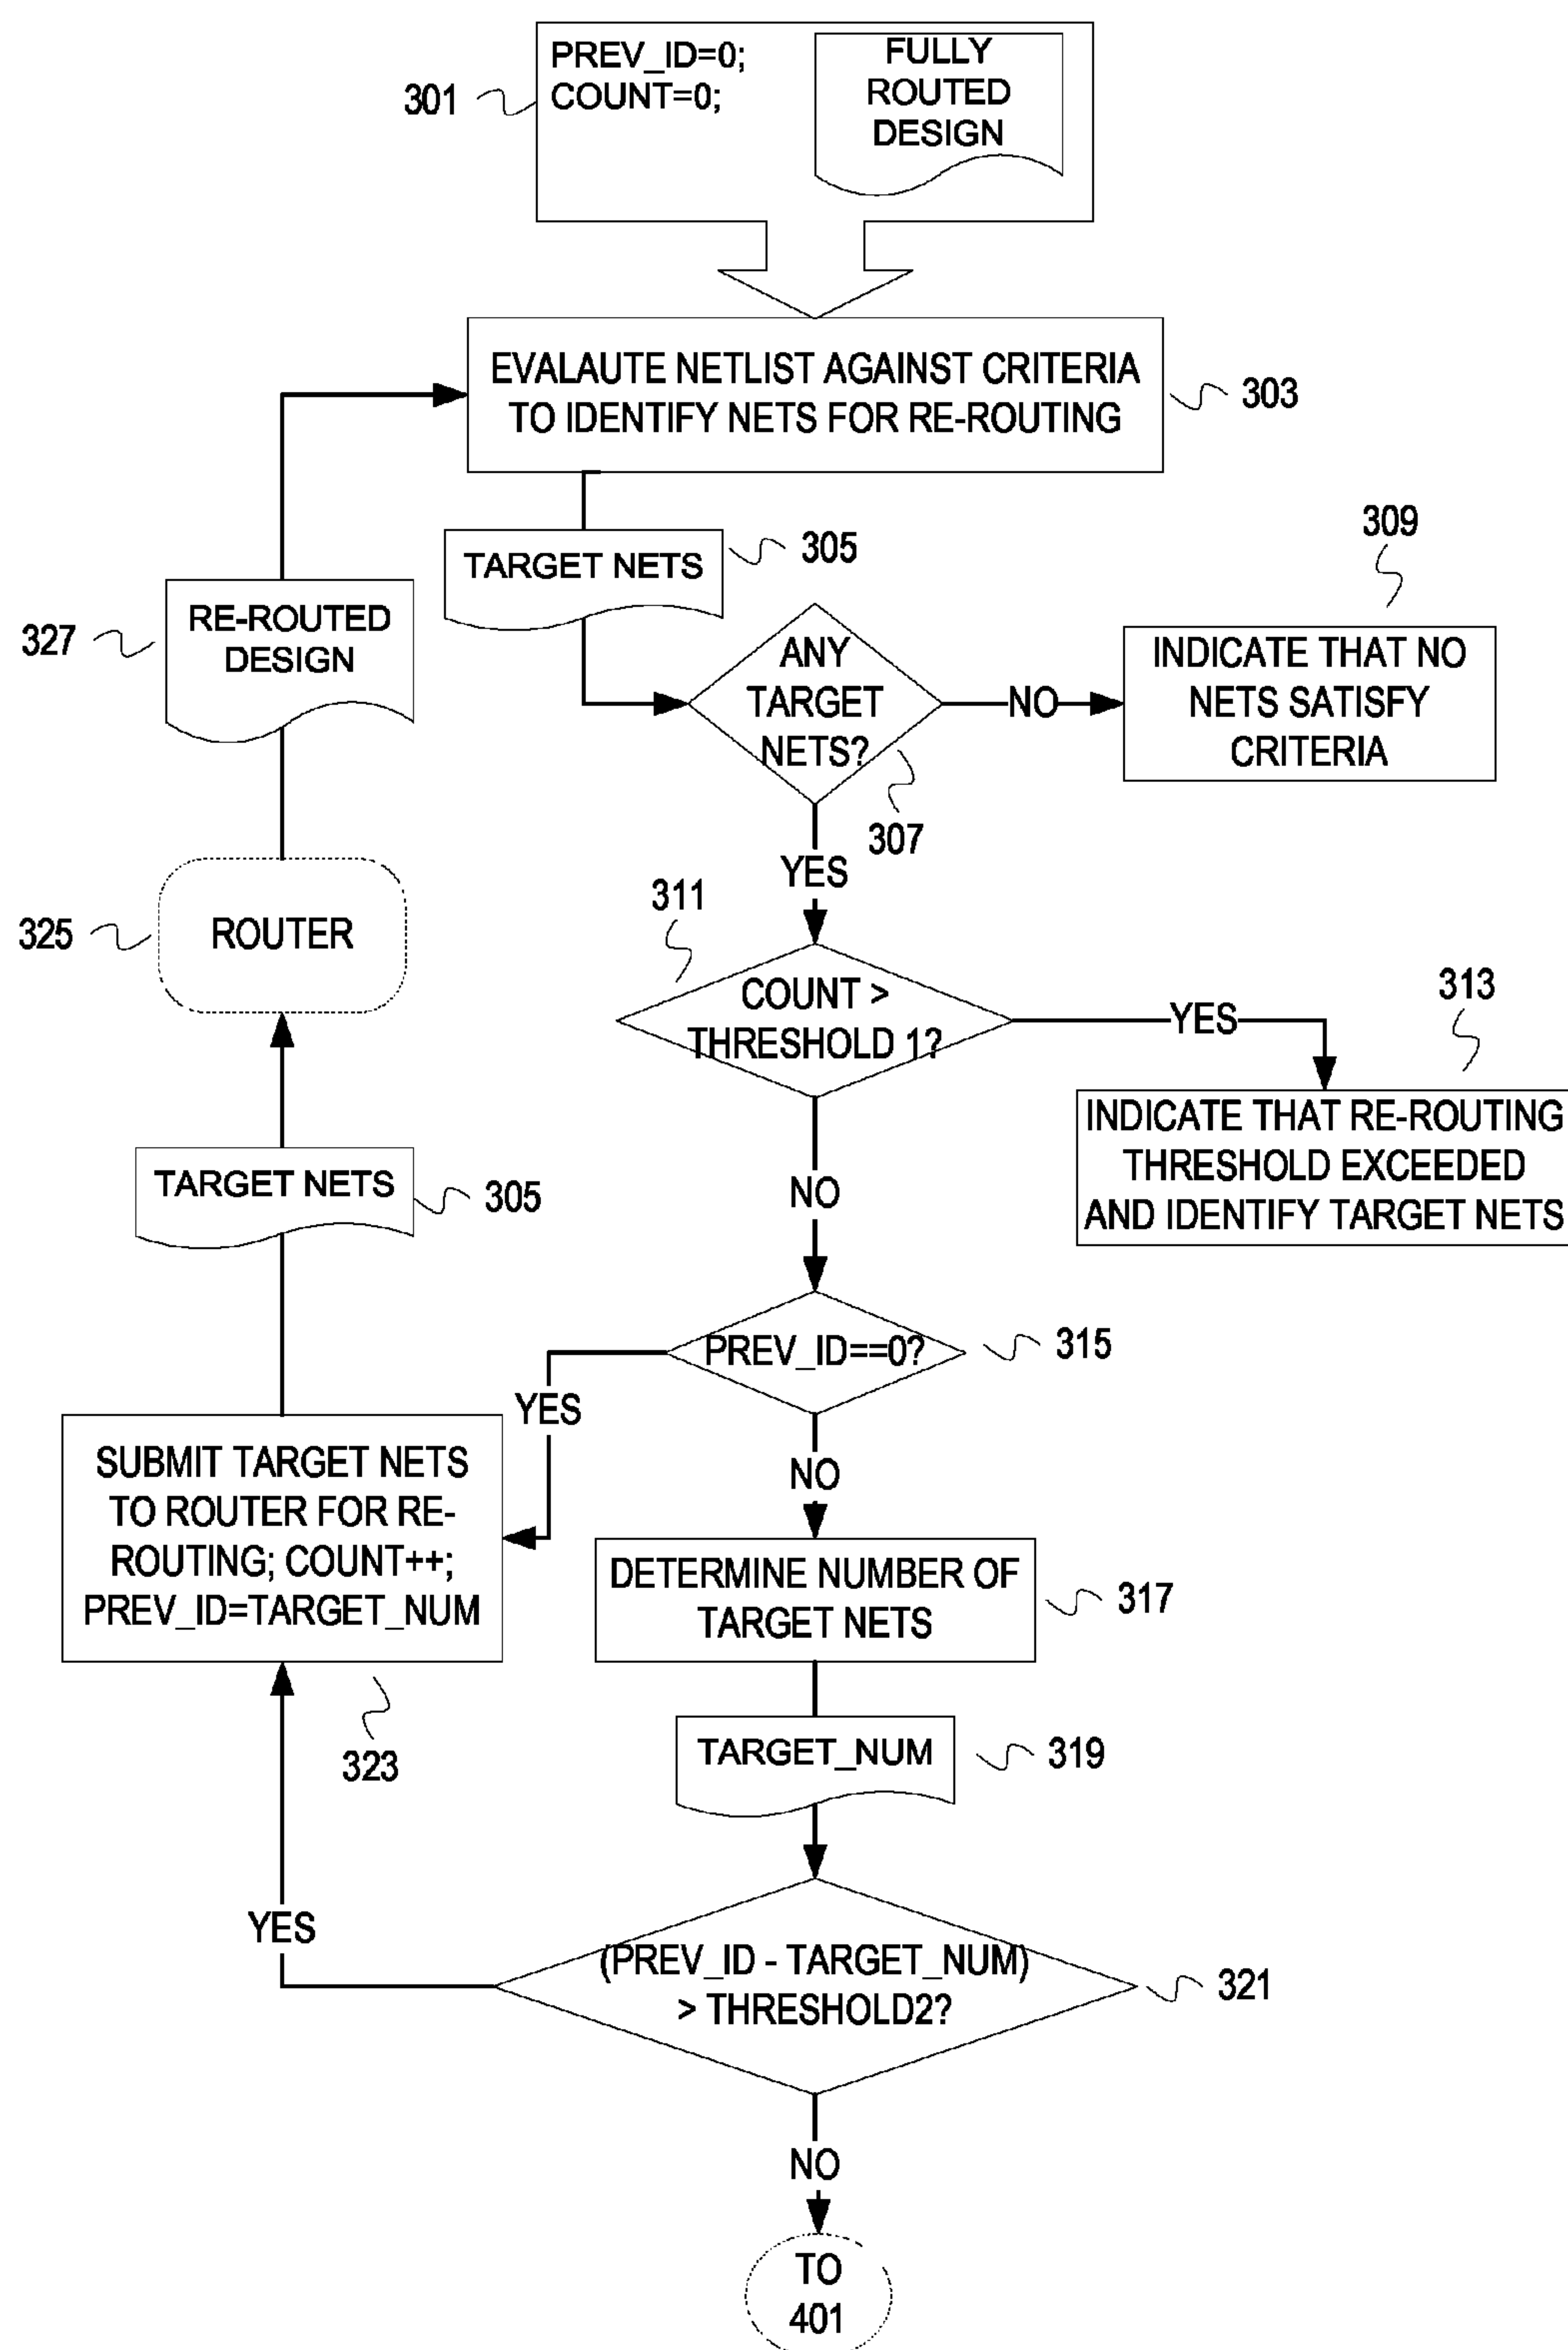 PREV_ID=0;
COUNT=0;
FULLY
ROUTED
DESIGN
301
EVALAUTE NETLIST AGAINST CRITERIA
TO IDENTIFY NETS FOR RE-ROUTING
303
TARGET NETS
305
309
RE-ROUTED
DESIGN
327
ANY
TARGET
NETS?
NO
INDICATE THAT NO
NETS SATISFY
CRITERIA
307
YES
311
ROUTER
325
COUNT >
THRESHOLD 1?
YES
313
INDICATE THAT RE-ROUTING
THRESHOLD EXCEEDED
AND IDENTIFY TARGET NETS
NO
TARGET NETS
305
PREV_ID==0?
315
YES
NO
SUBMIT TARGET NETS
TO ROUTER FOR RE-
ROUTING; COUNT++;
PREV_ID=TARGET_NUM
323
DETERMINE NUMBER OF
TARGET NETS
317
TARGET_NUM
319
YES
(PREV_ID - TARGET_NUM)
> THRESHOLD2?
321
NO
TO
401